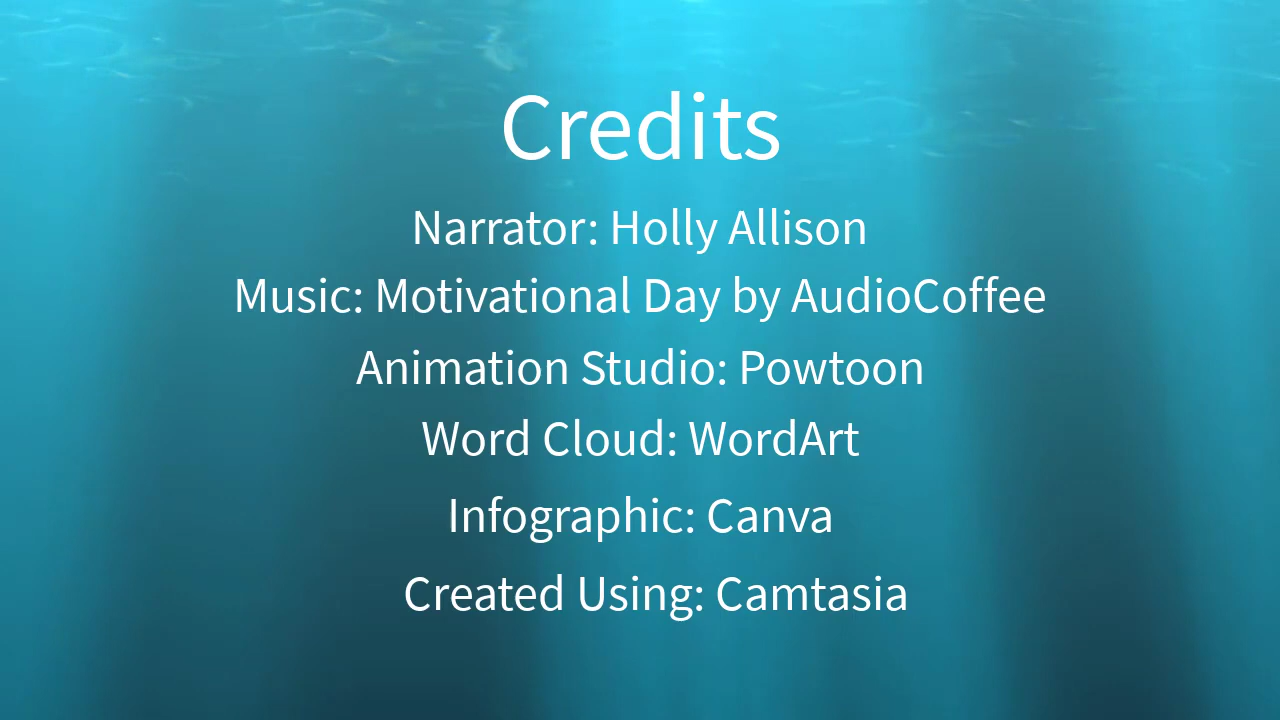 Credits
Narrator: Holly Allison
Music: Motivational Day by AudioCoffee
Animation Studio: Powtoon
Word Cloud: WordArt
Infographic: Canva
Created Using: Camtasia